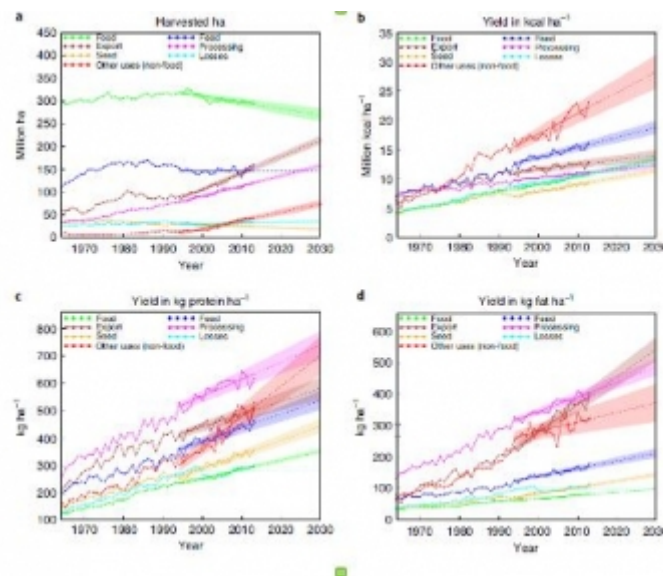 a Harvested ha
Food Feed
Export Processing
Seed Losses
Other uses (non-food)
450
400
350
300
250
200
150
100
50
0
Million ha
1970 1980 1990 2000 2010 2020 2030
Year
b Yield in kcal ha⁻¹
Food Feed
Export Processing
Seed Losses
Other uses (non-food)
35
30
25
20
15
10
5
0
Million kcal ha⁻¹
1970 1980 1990 2000 2010 2020 2030
Year
c Yield in kg protein ha⁻¹
Food Feed
Export Processing
Seed Losses
Other uses (non-food)
800
700
600
500
400
300
200
100
kg ha⁻¹
1970 1980 1990 2000 2010 2020 2030
Year
d Yield in kg fat ha⁻¹
Food Feed
Export Processing
Seed Losses
Other uses (non-food)
600
500
400
300
200
100
0
kg ha⁻¹
1970 1980 1990 2000 2010 2020 2030
Year